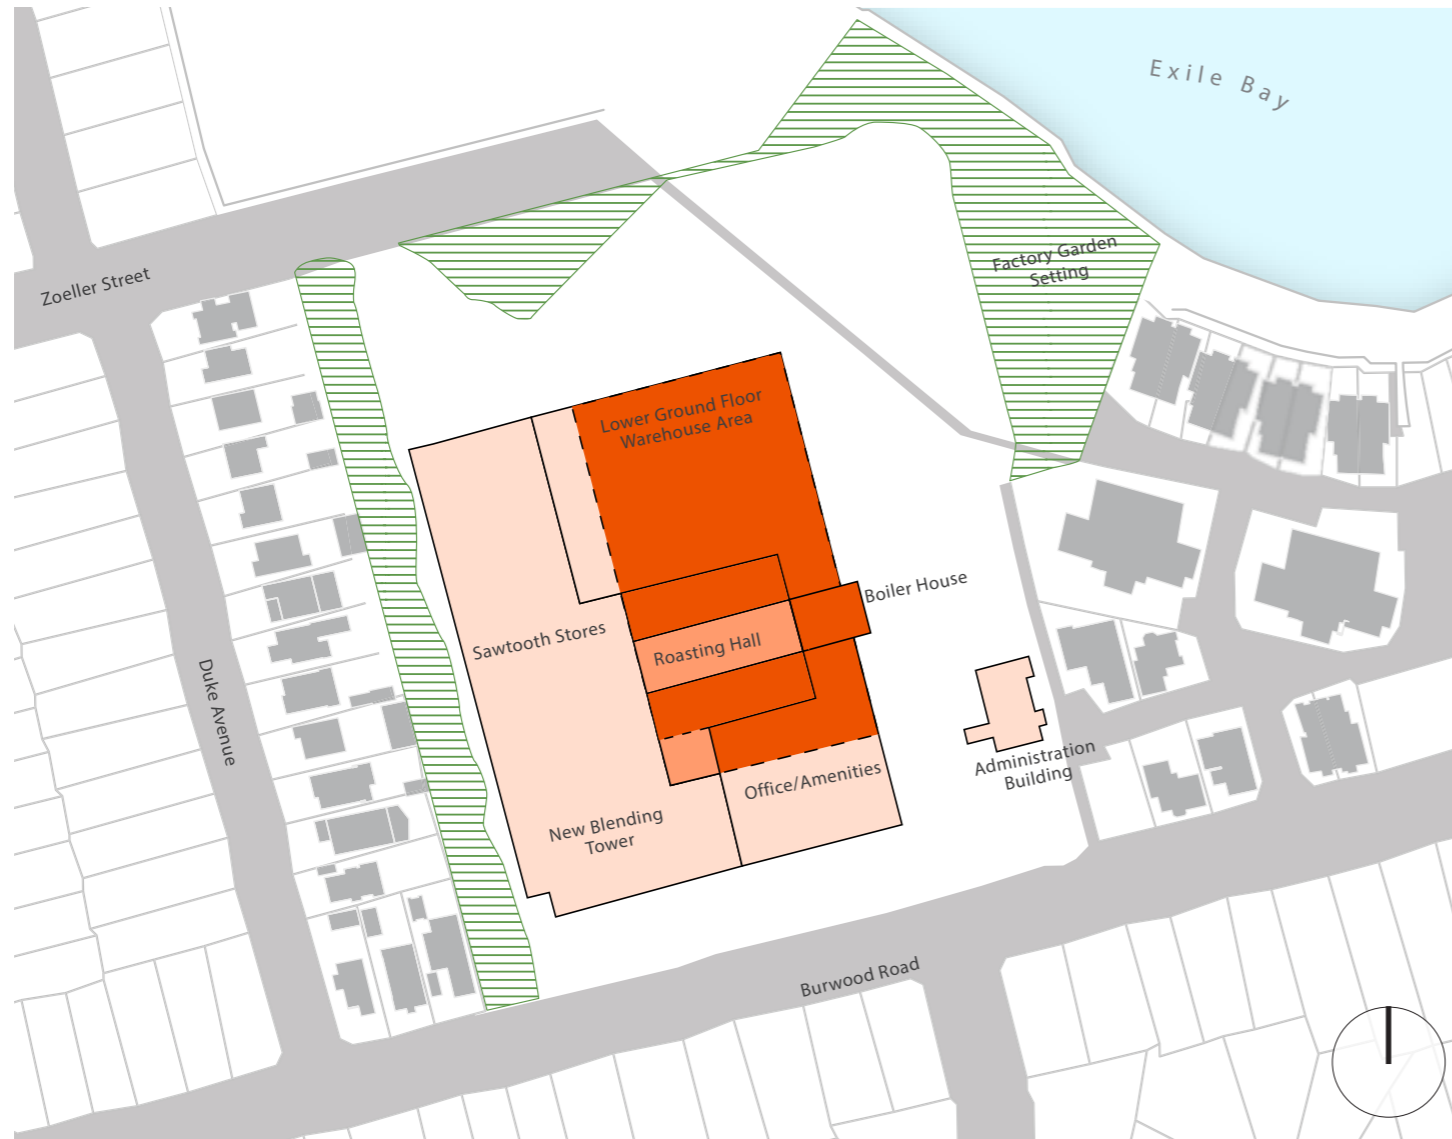 Exile Bay
Zoeller Street
Factory Garden
Setting
Lower Ground Floor
Warehouse Area
Boiler House
Sawtooth Stores
Roasting Hall
Duke Avenue
Administration
Building
Office/Amenities
New Blending
Tower
Burwood Road